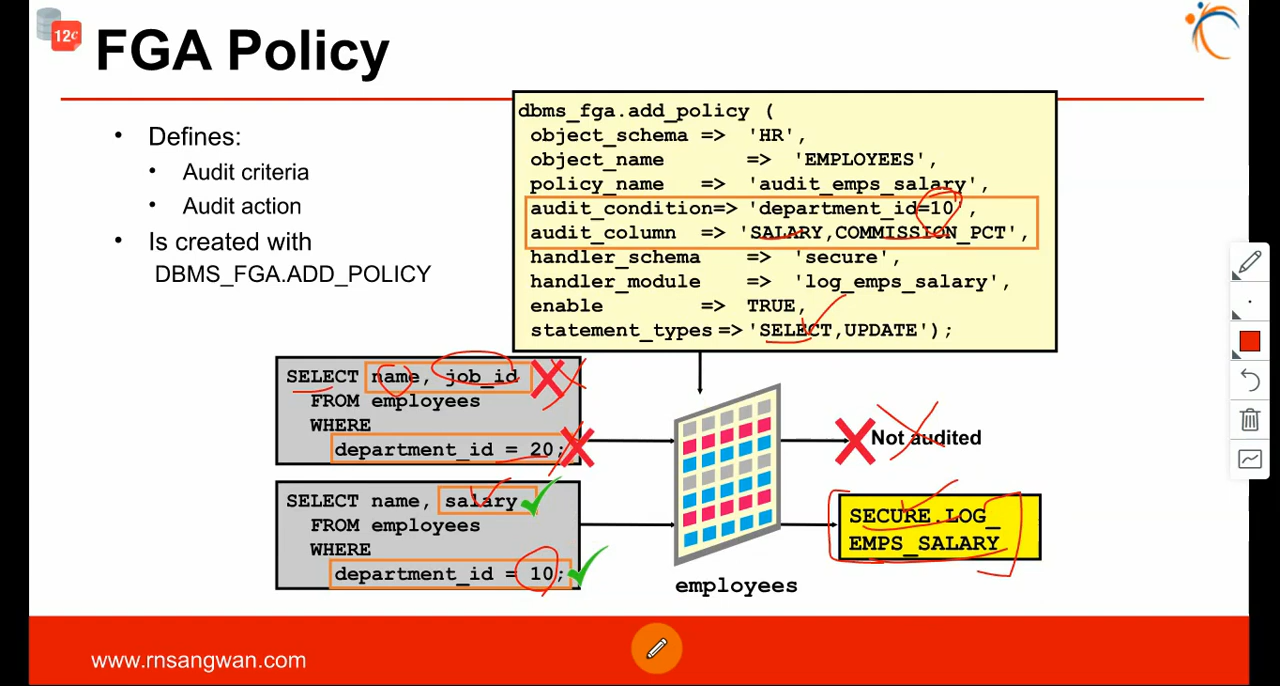 12c
FGA Policy
• Defines:
• Audit criteria
• Audit action
• Is created with
DBMS_FGA.ADD_POLICY
dbms_fga.add_policy (
object_schema => 'HR',
object_name => 'EMPLOYEES',
policy_name => 'audit_emps_salary',
audit_condition=> 'department_id=10',
audit_column => 'SALARY,COMMISSION_PCT',
handler_schema => 'secure',
handler_module => 'log_emps_salary',
enable => TRUE,
statement_types =>'SELECT,UPDATE');
SELECT name, job_id
FROM employees
WHERE
department_id = 20;
Not audited
SELECT name, salary
FROM employees
WHERE
department_id = 10;
SECURE.LOG_
EMPS_SALARY
employees
www.rnsangwan.com